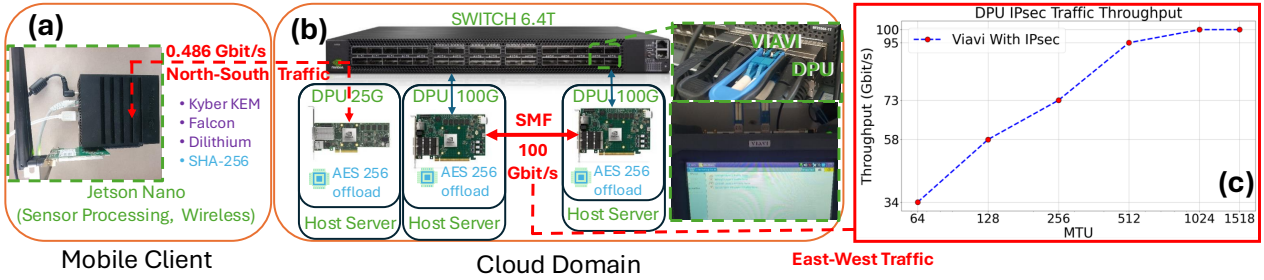 (a)
0.486 Gbit/s
North-South Traffic
• Kyber KEM
• Falcon
• Dilithium
• SHA-256
Jetson Nano
(Sensor Processing, Wireless)
Mobile Client
(b)
SWITCH 6.4T
VIAVI
DPU
DPU 25G
DPU 100G
DPU 100G
SMF
100
Gbit/s
AES 256
offload
AES 256
offload
AES 256
offload
Host Server
Host Server
Host Server
VIAVI
Cloud Domain
East-West Traffic
DPU IPsec Traffic Throughput
Viavi With IPsec
Throughput (Gbit/s)
100
95
73
58
34
64
128
256
512
1024
1518
MTU
(c)